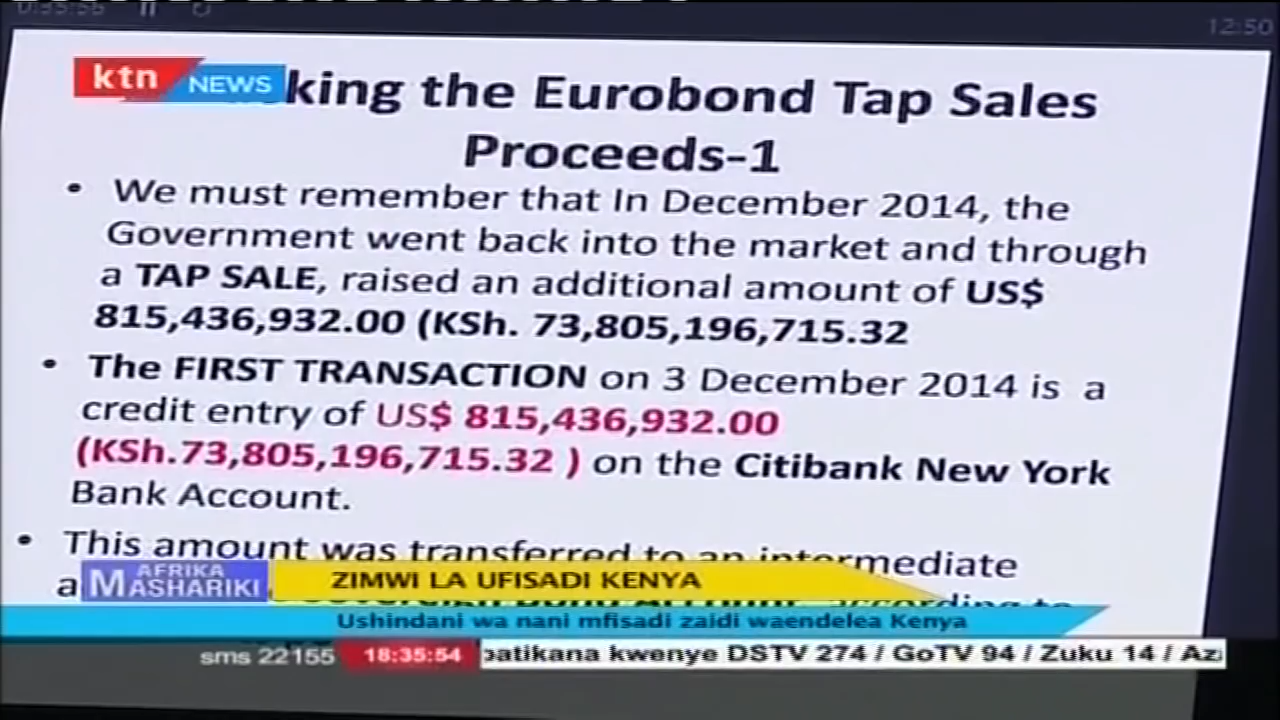 0:35:56
12:50
ktn NEWS
king the Eurobond Tap Sales
Proceeds-1
• We must remember that In December 2014, the
Government went back into the market and through
a TAP SALE, raised an additional amount of US$
815,436,932.00 (KSh. 73,805,196,715.32
• The FIRST TRANSACTION on 3 December 2014 is a
credit entry of US$ 815,436,932.00
(KSh.73,805,196,715.32 ) on the Citibank New York
Bank Account.
• This amount was transferred to an intermediate
according to
AFRIKA
MASHARIKI
ZIMWI LA UFISADI KENYA
Ushindani wa nani mfisadi zaidi waendelea Kenya
sms 22155 18:35:54 patikana kwenye DSTV 274 / GoTV 94 / Zuku 14 / Az